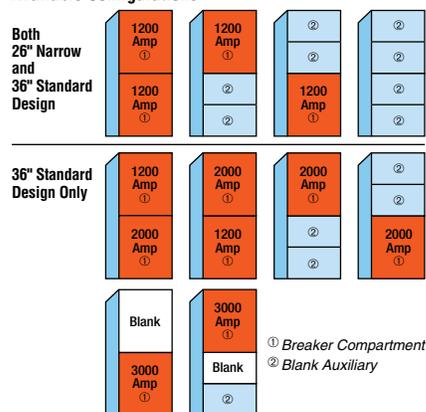 Both
26" Narrow
and
36" Standard
Design
1200
Amp
①
1200
Amp
①
1200
Amp
①
②
②
②
②
1200
Amp
①
②
②
②
②
36" Standard
Design Only
1200
Amp
①
2000
Amp
①
2000
Amp
①
1200
Amp
①
2000
Amp
①
②
②
②
②
2000
Amp
①
Blank
3000
Amp
①
3000
Amp
①
Blank
②
① Breaker Compartment
② Blank Auxiliary